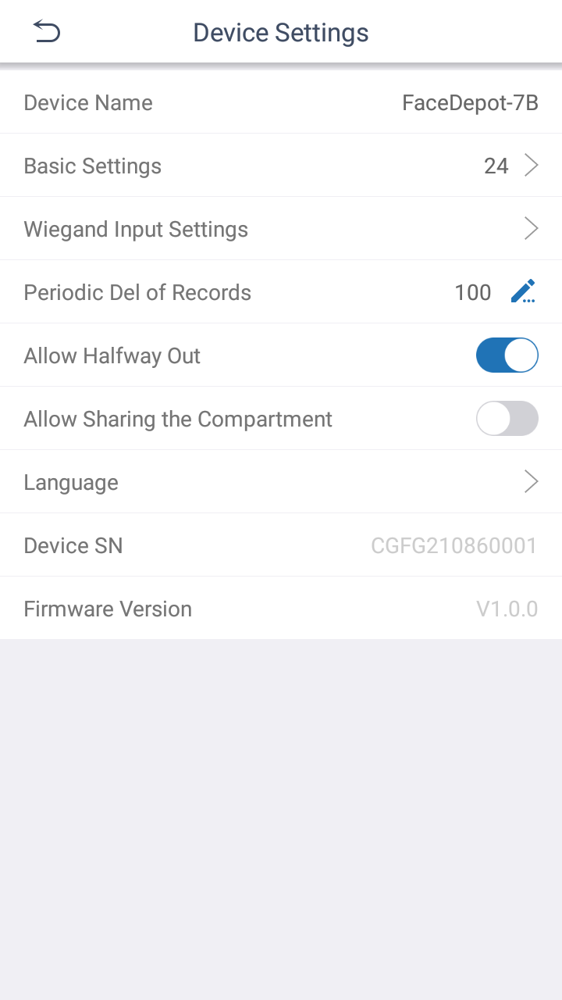 Device Settings
Device Name FaceDepot-7B
Basic Settings 24
Wiegand Input Settings
Periodic Del of Records 100
Allow Halfway Out
Allow Sharing the Compartment
Language
Device SN CGFG210860001
Firmware Version V1.0.0